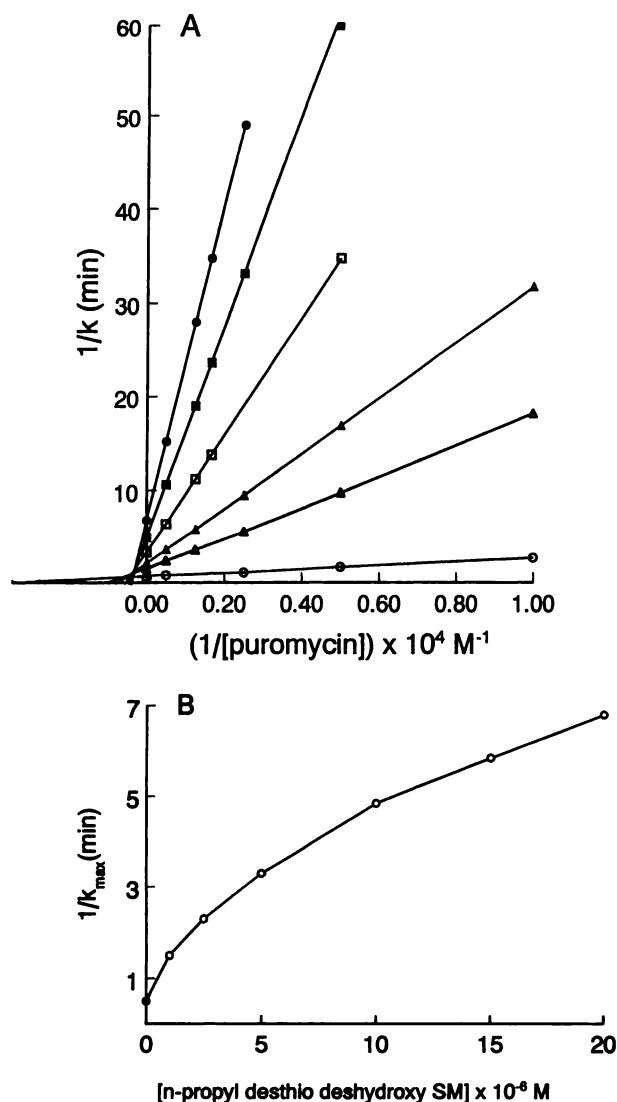 A
60
50
40
30
20
10
1/k (min)
0.00 0.20 0.40 0.60 0.80 1.00
(1/[puromycin]) x 10⁴ M⁻¹
B
7
5
3
1
1/kmax(min)
0 5 10 15 20
[n-propyl desthio deshydroxy SM] x 10⁻⁶ M